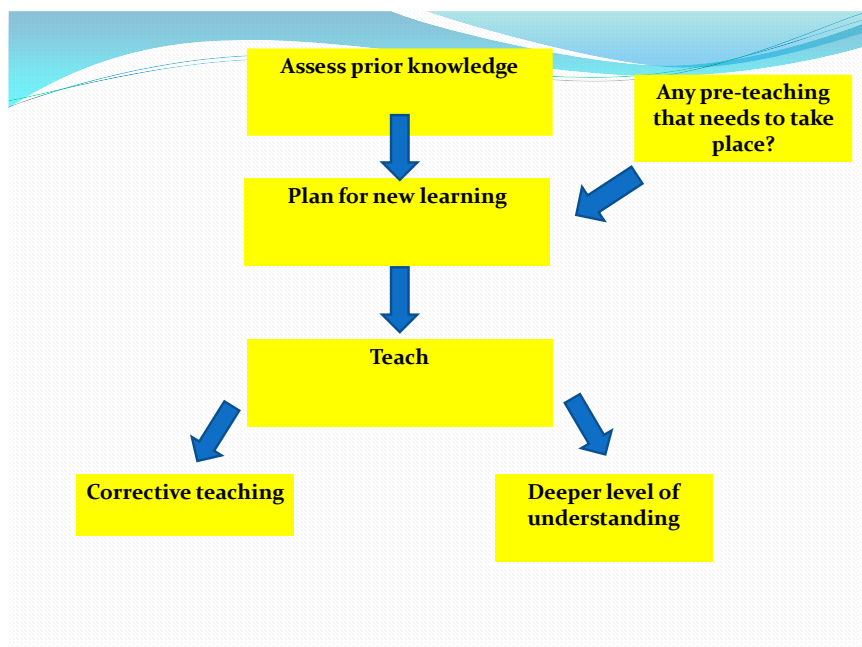 Assess prior knowledge
Any pre-teaching
that needs to take
place?
Plan for new learning
Teach
Corrective teaching
Deeper level of
understanding